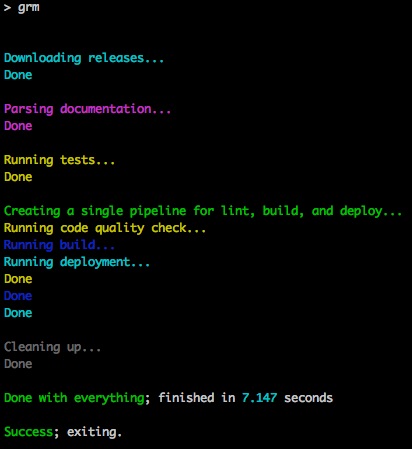 > grm
Downloading releases...
Done
Parsing documentation...
Done
Running tests...
Done
Creating a single pipeline for lint, build, and deploy...
Running code quality check...
Running build...
Running deployment...
Done
Done
Done
Cleaning up...
Done
Done with everything; finished in 7.147 seconds
Success; exiting.